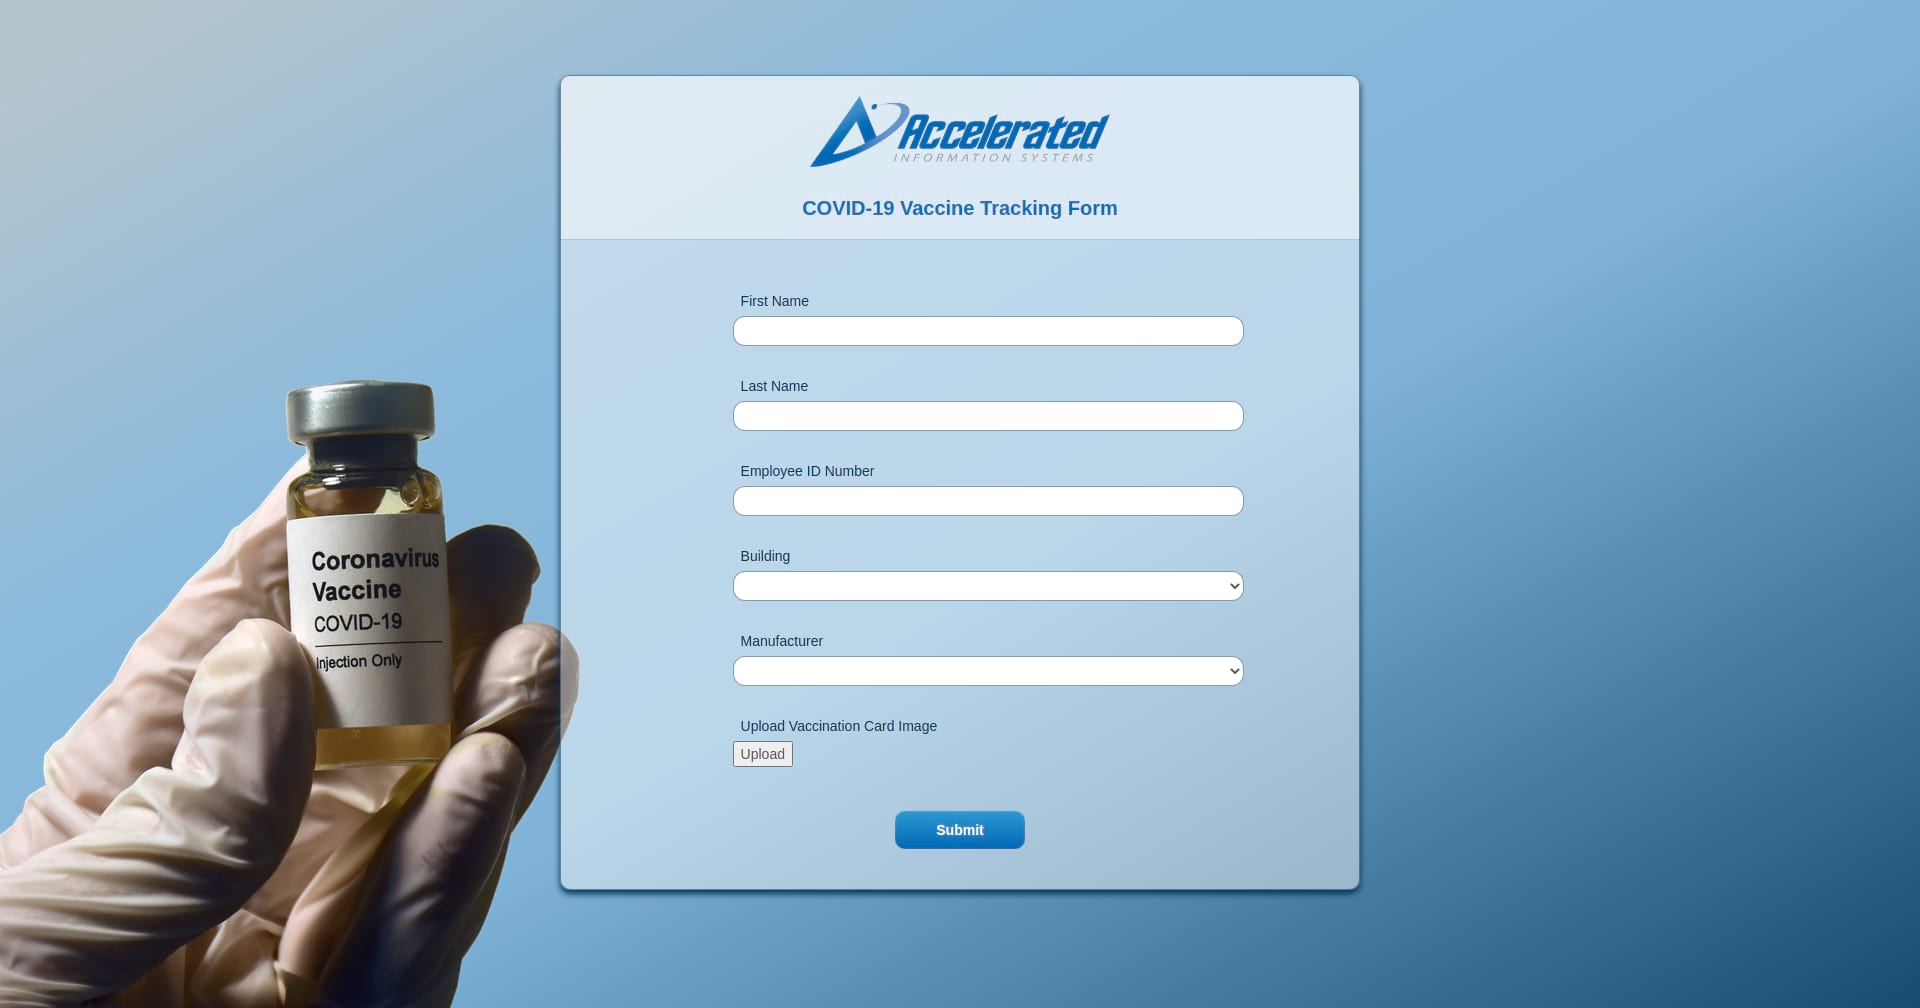 Accelerated
INFORMATION SYSTEMS
COVID-19 Vaccine Tracking Form
First Name
Last Name
Employee ID Number
Building
Manufacturer
Upload Vaccination Card Image
Upload
Submit
Coronavirus
Vaccine
COVID-19
Injection Only